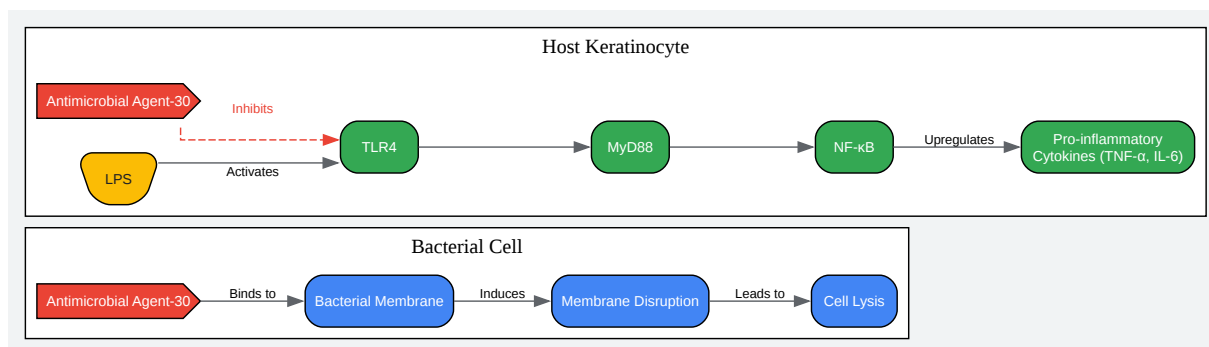 Host Keratinocyte
Antimicrobial Agent-30
Inhibits
LPS
Activates
TLR4
MyD88
NF-κB
Upregulates
Pro-inflammatory
Cytokines (TNF-α, IL-6)
Bacterial Cell
Antimicrobial Agent-30
Binds to
Bacterial Membrane
Induces
Membrane Disruption
Leads to
Cell Lysis